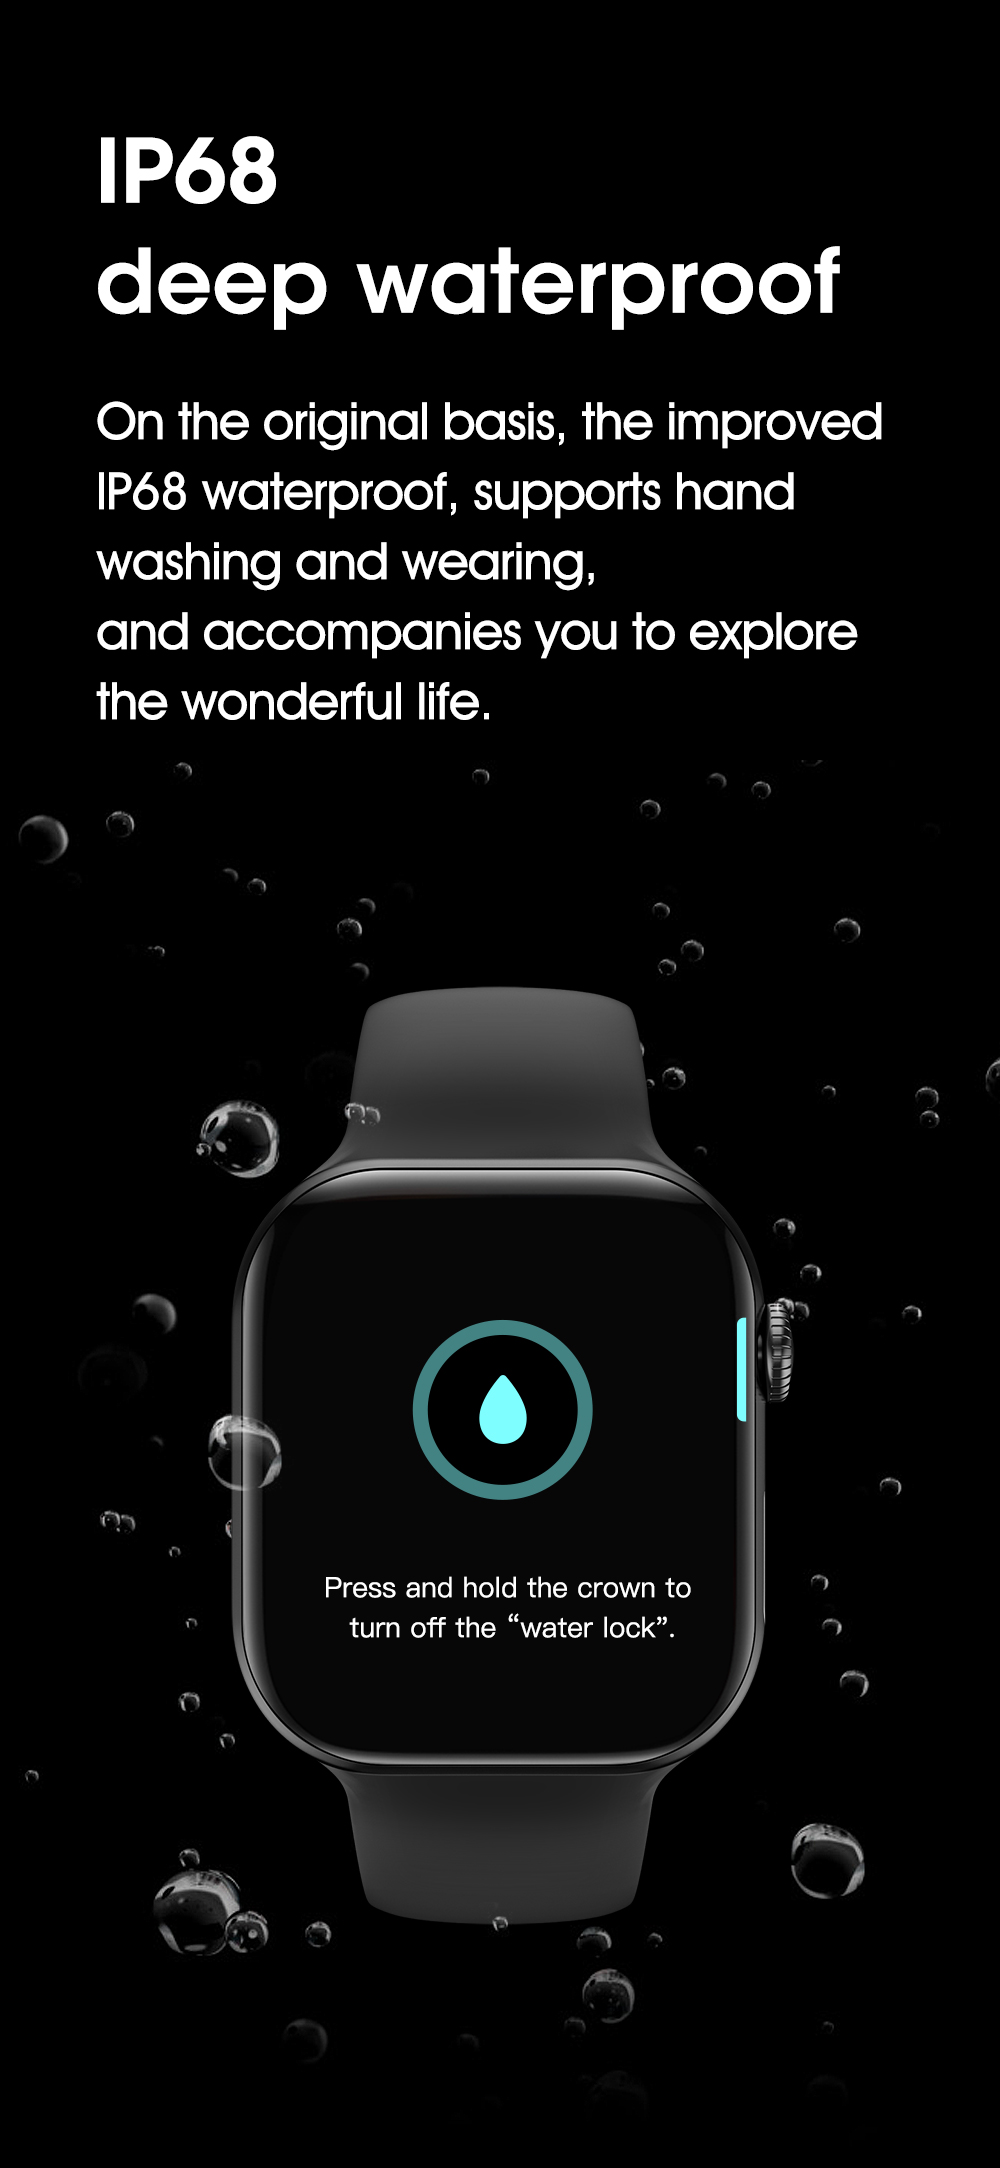 IP68
deep waterproof
On the original basis, the improved
IP68 waterproof, supports hand
washing and wearing,
and accompanies you to explore
the wonderful life.
Press and hold the crown to
turn off the “water lock”.